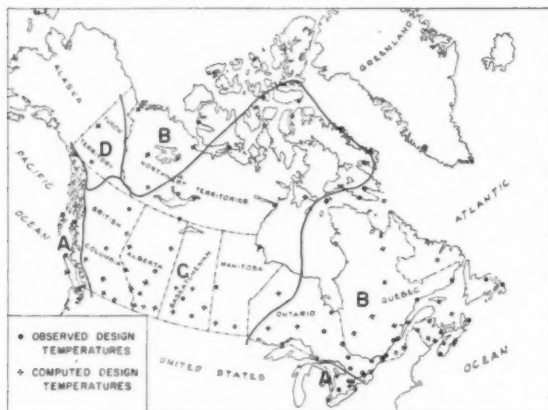 GREENLAND
ALASKA
B
YUKON
D
TERRITORY
NORTHWEST
TERRITORIES
PACIFIC
OCEAN
ATLANTIC
OCEAN
A
BRITISH
COLUMBIA
ALBERTA
C
SASKATCHEWAN
MANITOBA
ONTARIO
B
QUEBEC
A
UNITED STATES
• OBSERVED DESIGN
TEMPERATURES
+ COMPUTED DESIGN
TEMPERATURES